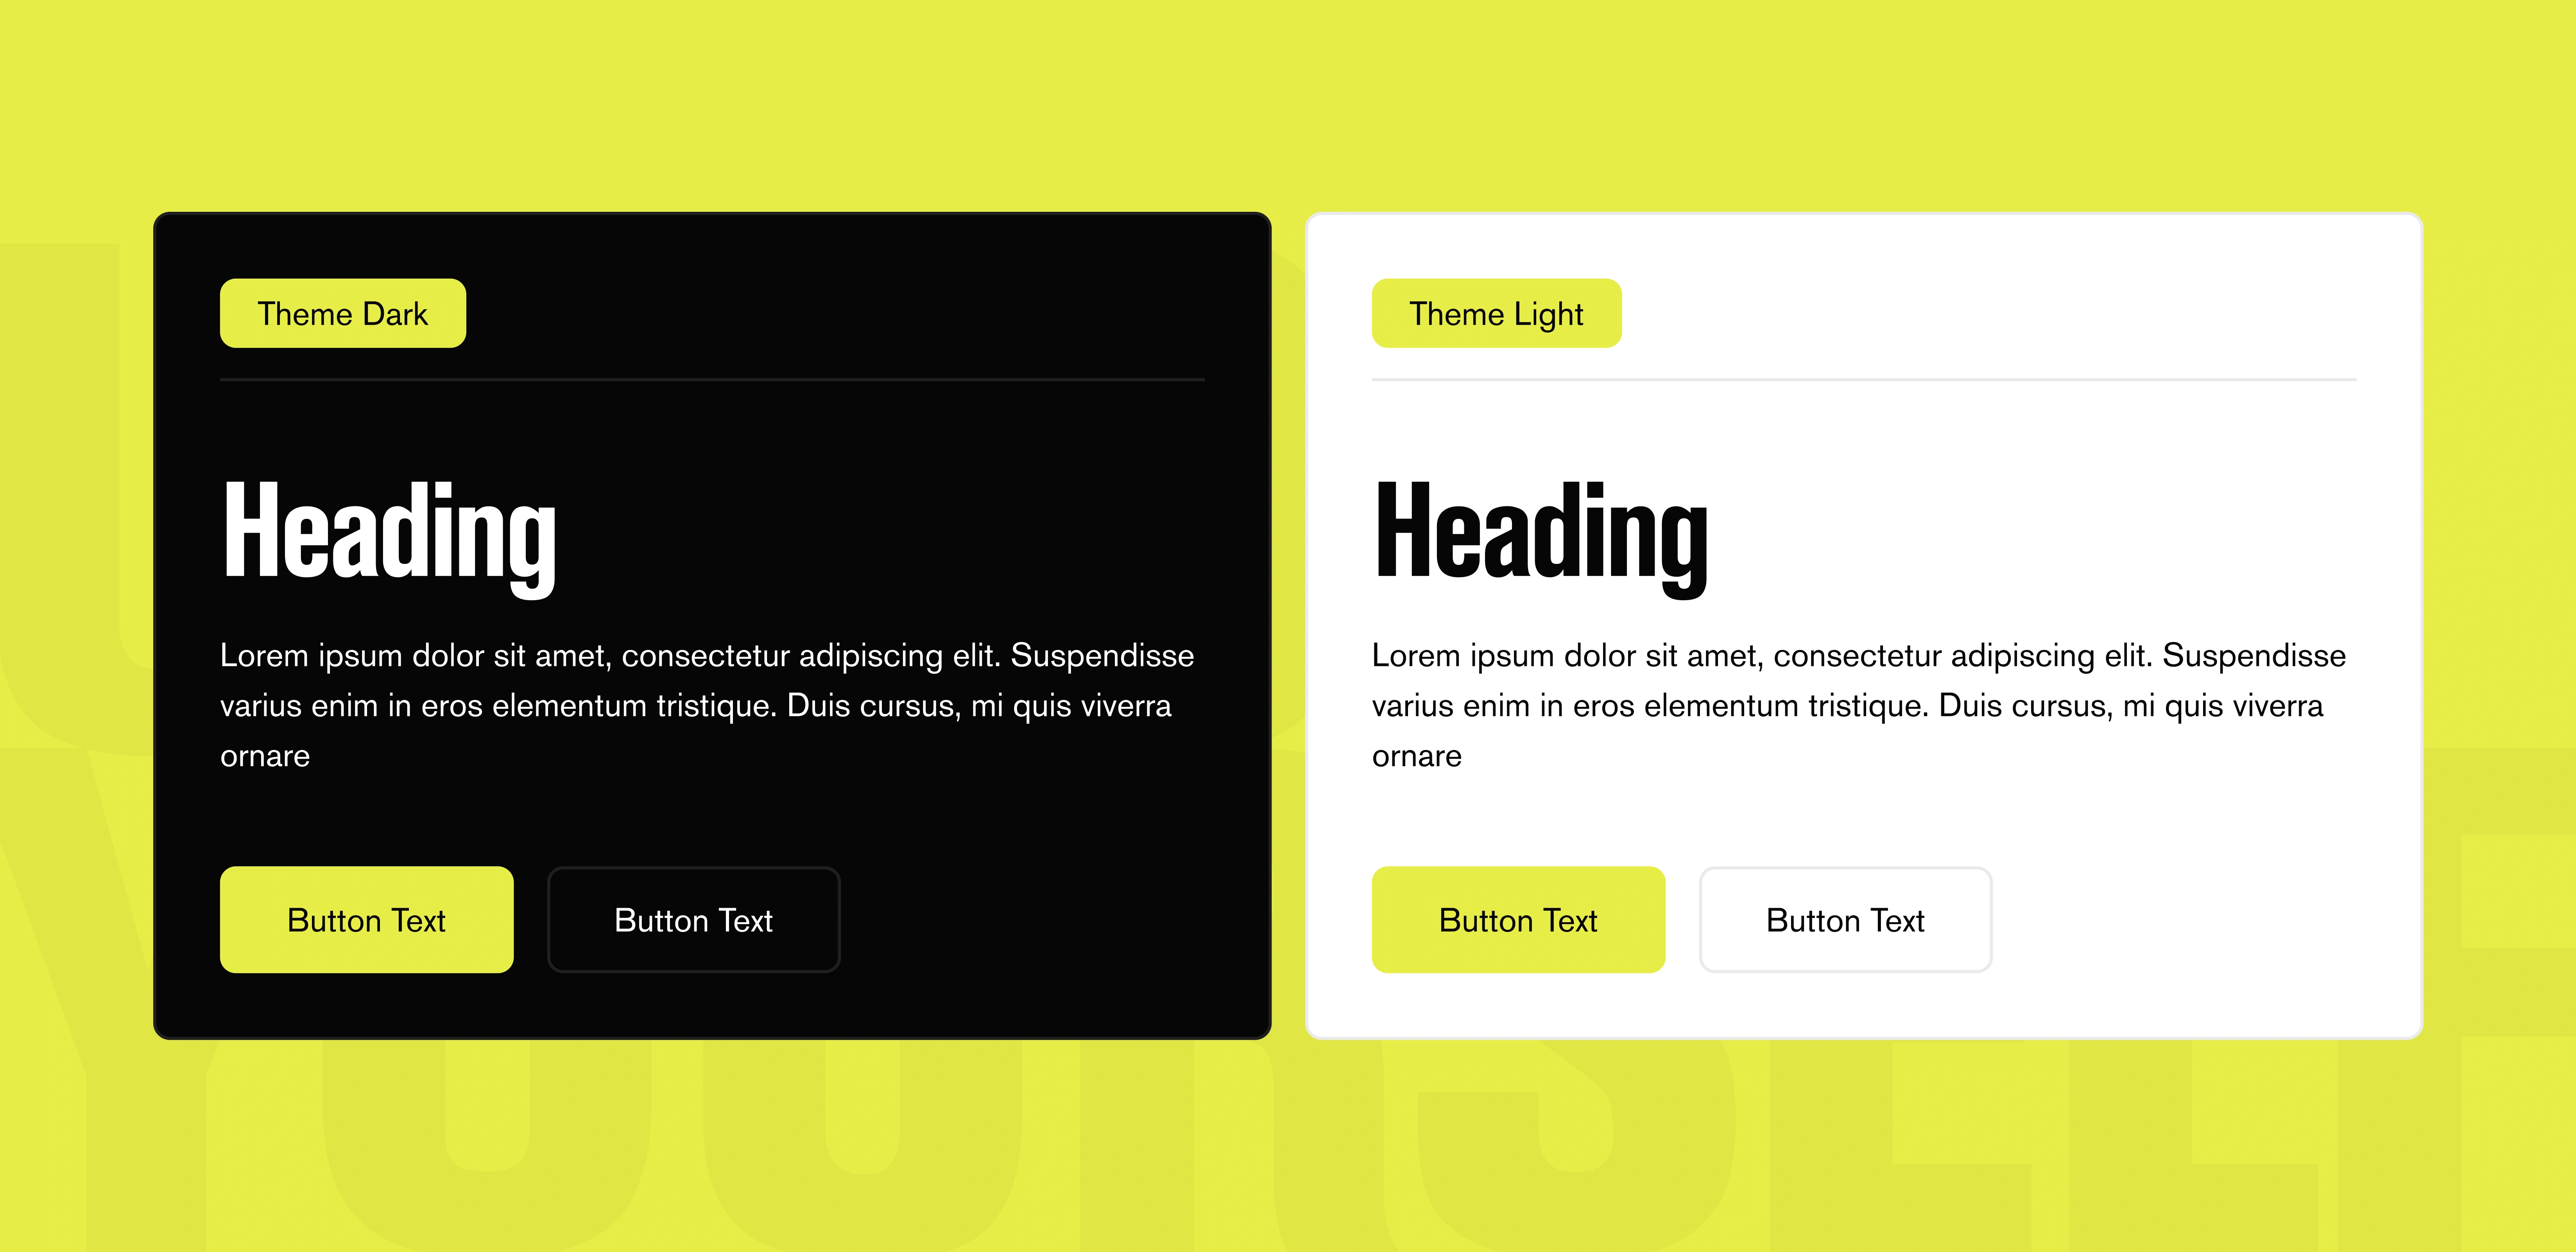 Theme Dark
Heading
Lorem ipsum dolor sit amet, consectetur adipiscing elit. Suspendisse
varius enim in eros elementum tristique. Duis cursus, mi quis viverra
ornare
Button Text
Button Text
Theme Light
Heading
Lorem ipsum dolor sit amet, consectetur adipiscing elit. Suspendisse
varius enim in eros elementum tristique. Duis cursus, mi quis viverra
ornare
Button Text
Button Text
YOURSELF